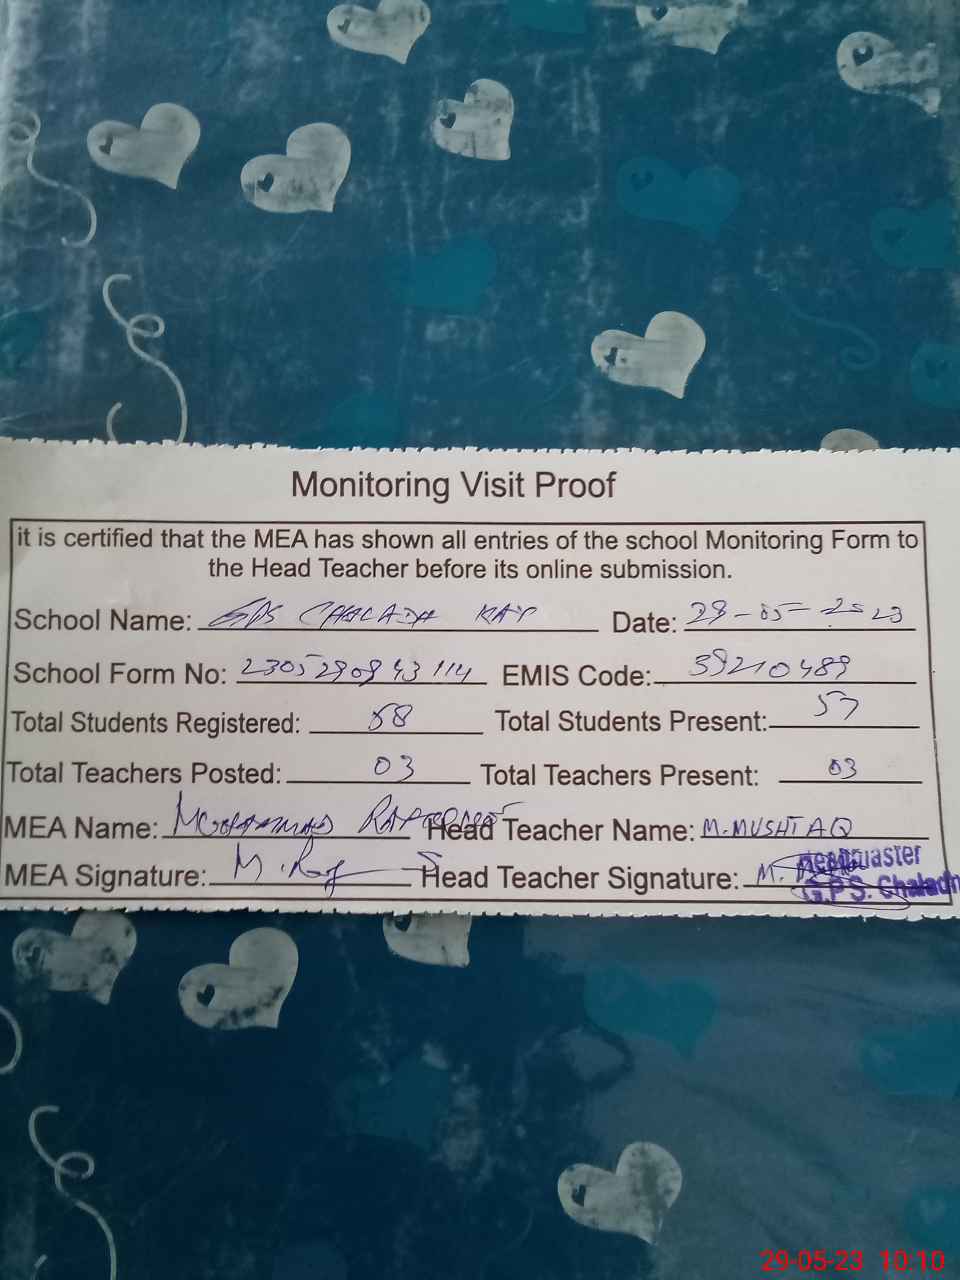 Monitoring Visit Proof
it is certified that the MEA has shown all entries of the school Monitoring Form to
the Head Teacher before its online submission.
School Name: GPS CHALADH Date: 29-05-2023
School Form No: EMIS Code: 39210489
Total Students Registered: 58 Total Students Present: 57
Total Teachers Posted: 03 Total Teachers Present: 03
MEA Name: MOHAMMAD Head Teacher Name: M.MUSHTAQ
MEA Signature: Head Teacher Signature:
Headmaster
G.P.S. Chaladh
29-05-23 10:10